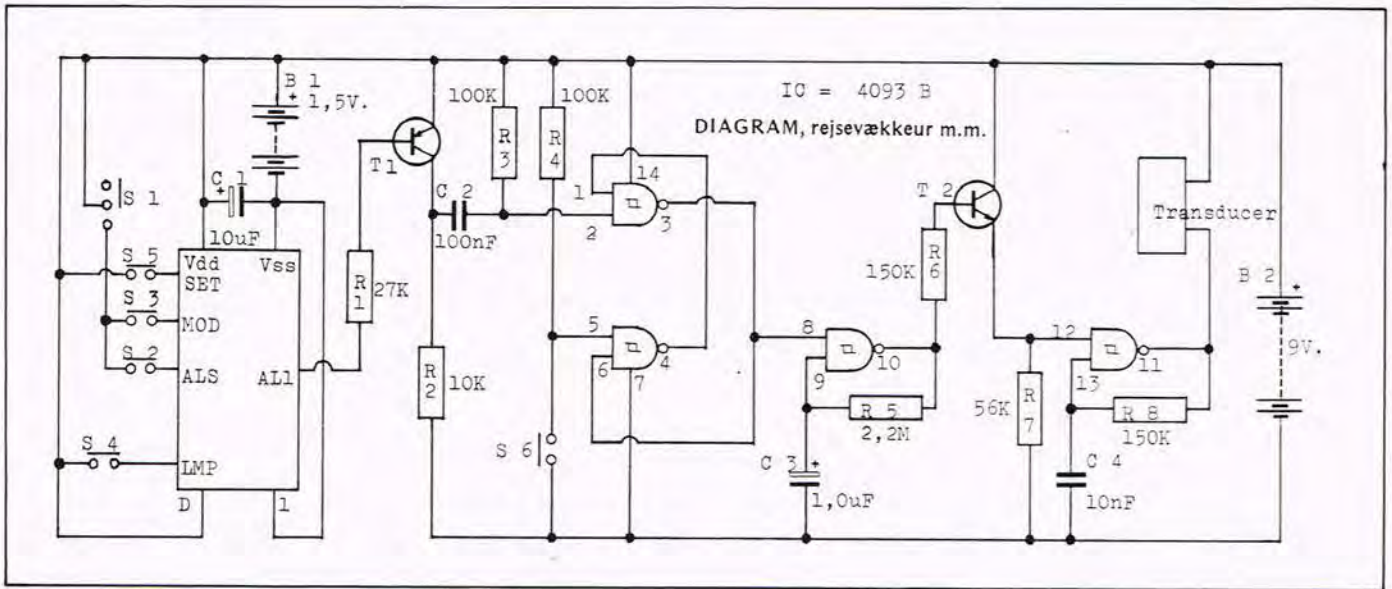 B 1
+
1,5V.
IC = 4093 B
DIAGRAM, rejsevækkeur m.m.
100K
100K
R 3
R 4
T1
14
1
2
3
C 1
+
10uF
S 1
C 2
100nF
T 2
Transducer
S 5
Vdd
Vss
SET
S 3
MOD
S 2
ALS
AL1
R 1
27K
R 6
150K
B 2
+
9V.
5
6
7
4
8
9
10
12
13
11
R 2
10K
R 5
2,2M
R 7
56K
R 8
150K
S 4
LMP
D
1
S 6
C 3
+
1,0uF
C 4
10nF